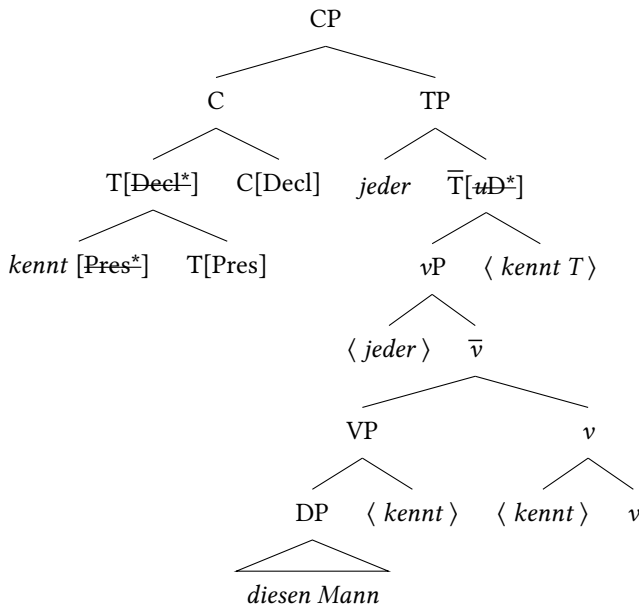 CP
C TP
T[Decl*] C[Decl] jeder T̅[uD*]
kennt [Pres*] T[Pres] vP ⟨ kennt T ⟩
⟨ jeder ⟩ v̅
VP v
DP ⟨ kennt ⟩ ⟨ kennt ⟩ v
diesen Mann